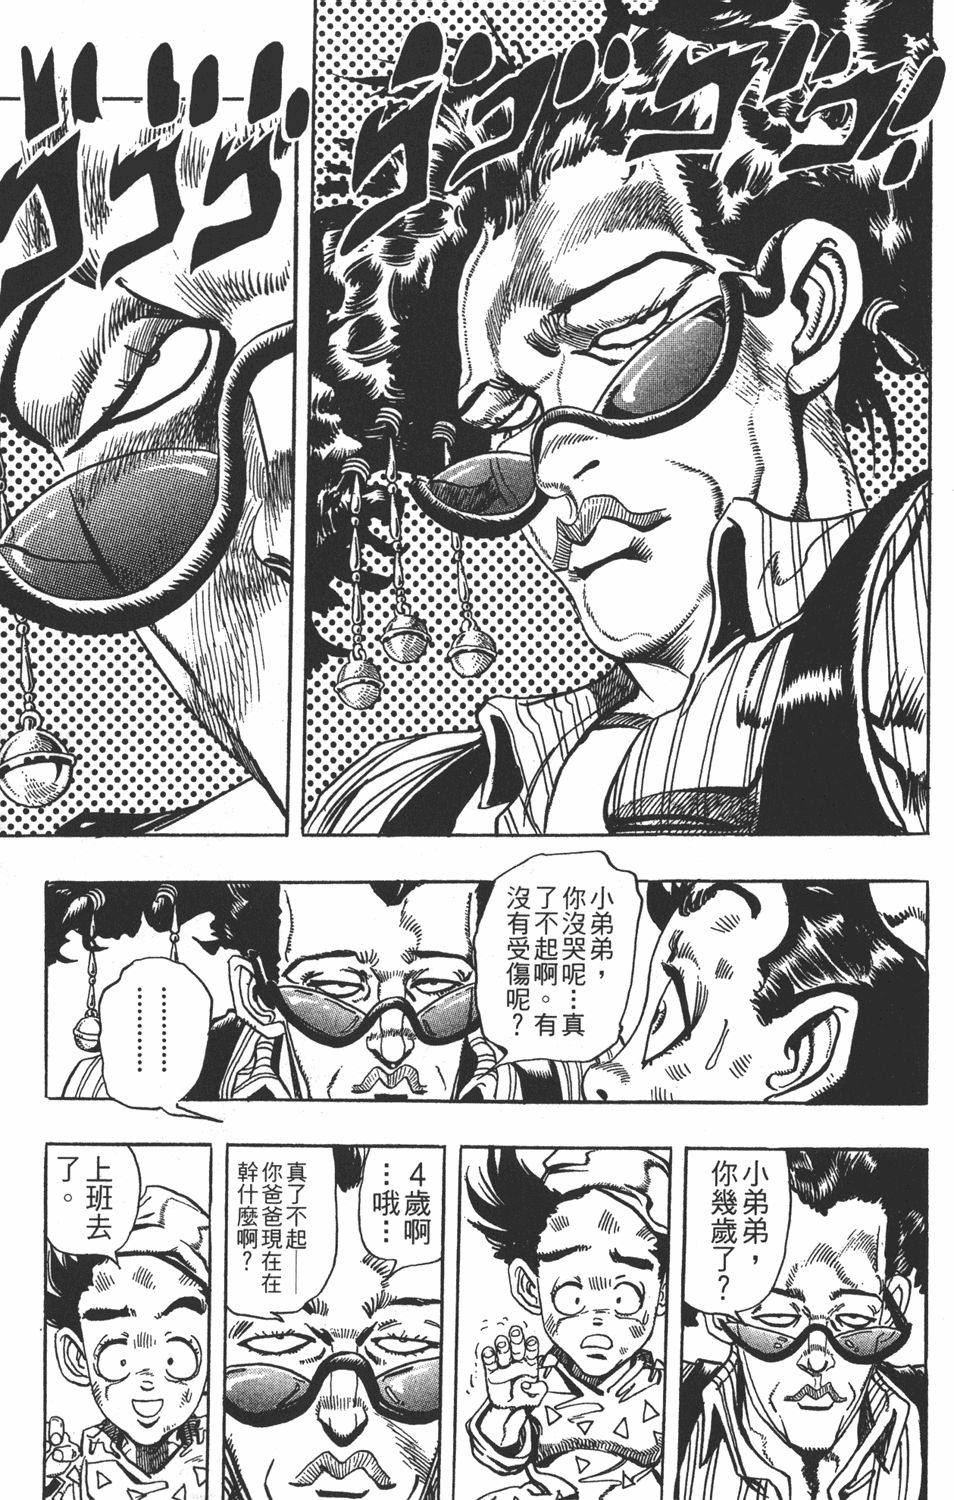 ゴゴゴゴゴ!
ゴゴゴ
小弟弟，
你沒哭呢…真
了不起啊。有
沒有受傷呢？
………
………
小弟弟，
你幾歲了？
4歲啊
…哦…
真了不起——
你爸爸現在在
幹什麼啊？
上班去
了。